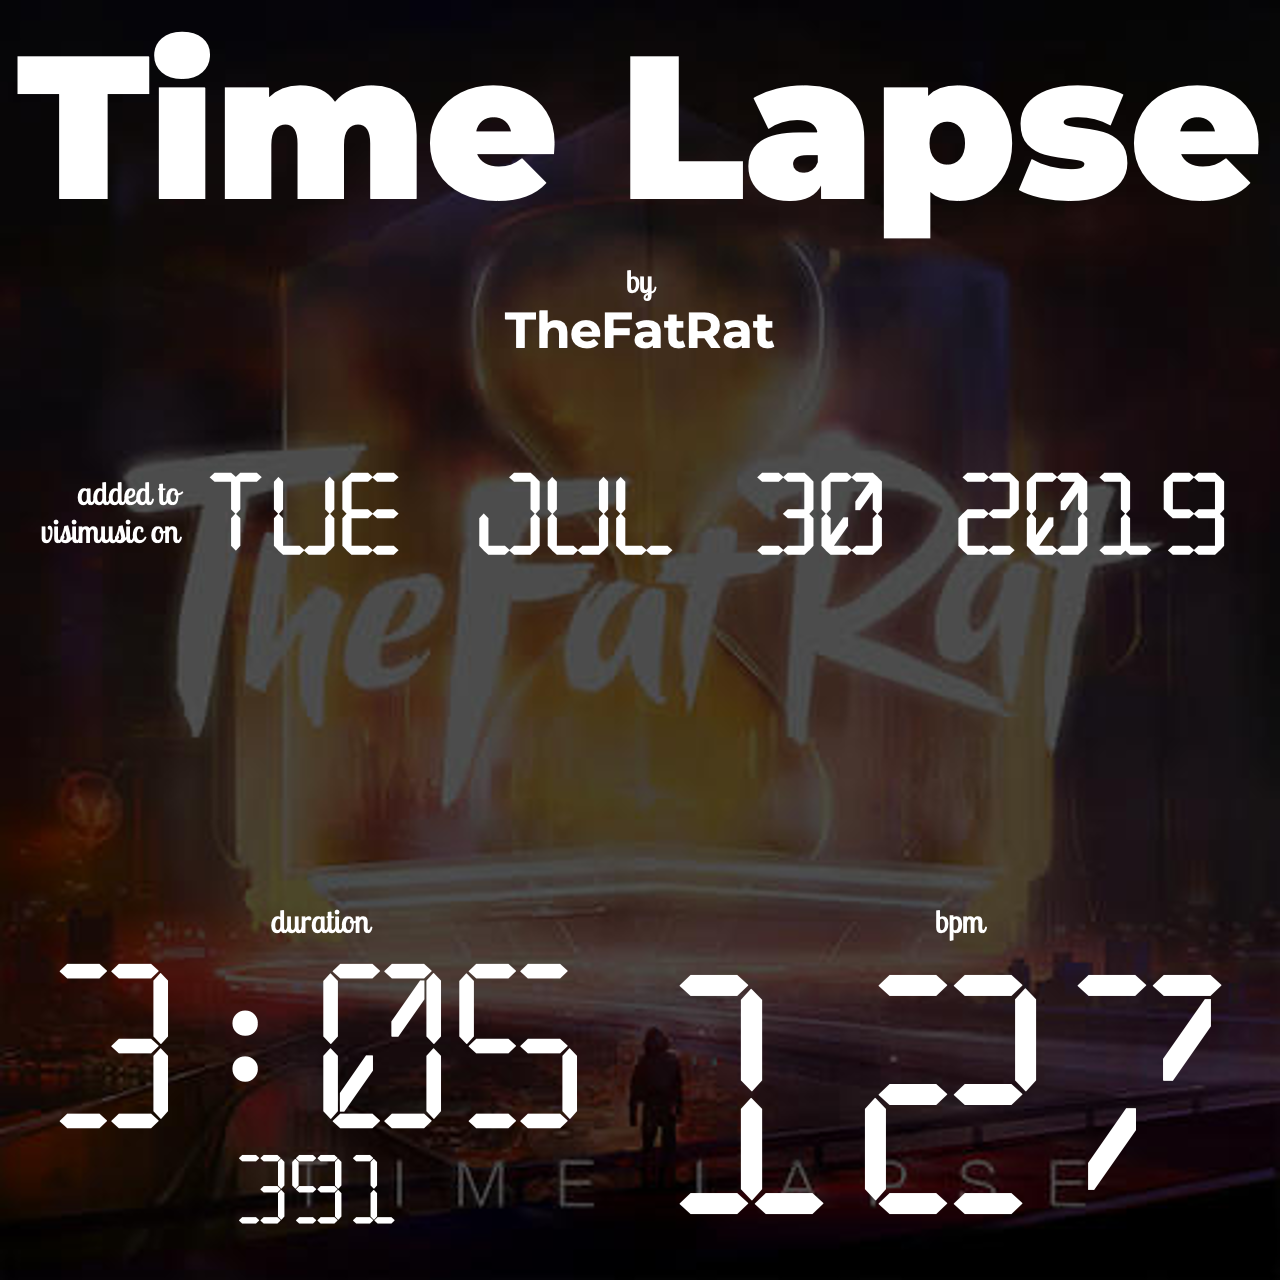 Time Lapse
by
TheFatRat
added to
visimusic on
TUE JUL 30 2019
TheFatRat
duration
bpm
3:05
127
391
TIME LAPSE